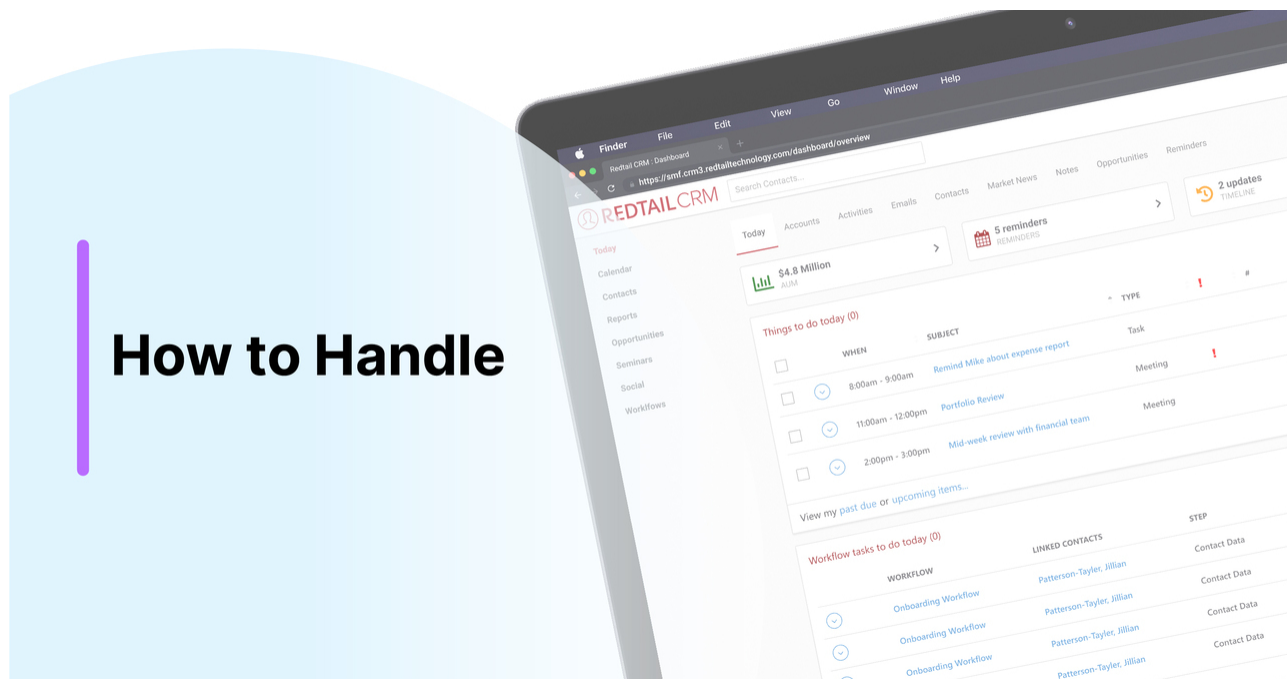 How to Handle
Finder File Edit View Go Window Help
Redtail CRM : Dashboard
https://smf.crm3.redtailtechnology.com/dashboard/overview
REDTAILCRM
Search Contacts...
Today
Calendar
Contacts
Reports
Opportunities
Seminars
Social
Worklfows
Today Accounts Activities Emails Contacts Market News Notes Opportunities Reminders
$4.8 Million
AUM
5 reminders
REMINDERS
2 updates
TIMELINE
Things to do today (0)
WHEN SUBJECT TYPE ! #
8:00am - 9:00am Remind Mike about expense report Task
11:00am - 12:00pm Portfolio Review Meeting !
2:00pm - 3:00pm Mid-week review with financial team Meeting
View my past due or upcoming items...
Workflow tasks to do today (0)
WORKFLOW LINKED CONTACTS STEP
Onboarding Workflow Patterson-Tayler, Jillian Contact Data
Onboarding Workflow Patterson-Tayler, Jillian Contact Data
Onboarding Workflow Patterson-Tayler, Jillian Contact Data
Patterson-Tayler, Jillian Contact Data